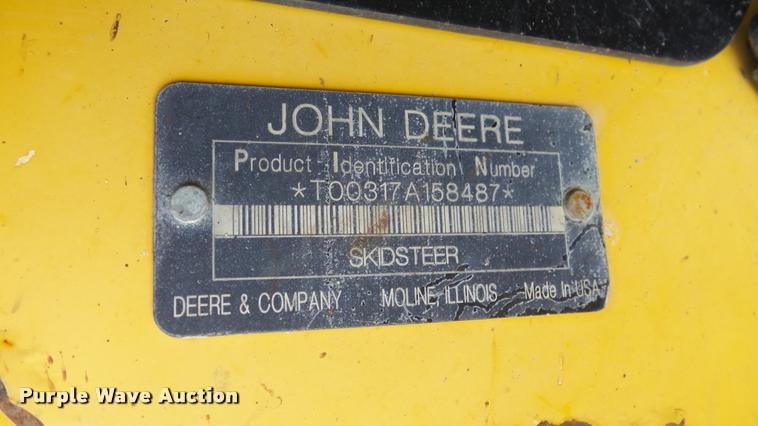 JOHN DEERE
Product Identification Number
*T00317A158487*
SKIDSTEER
DEERE & COMPANY MOLINE, ILLINOIS Made In USA
Purple Wave Auction